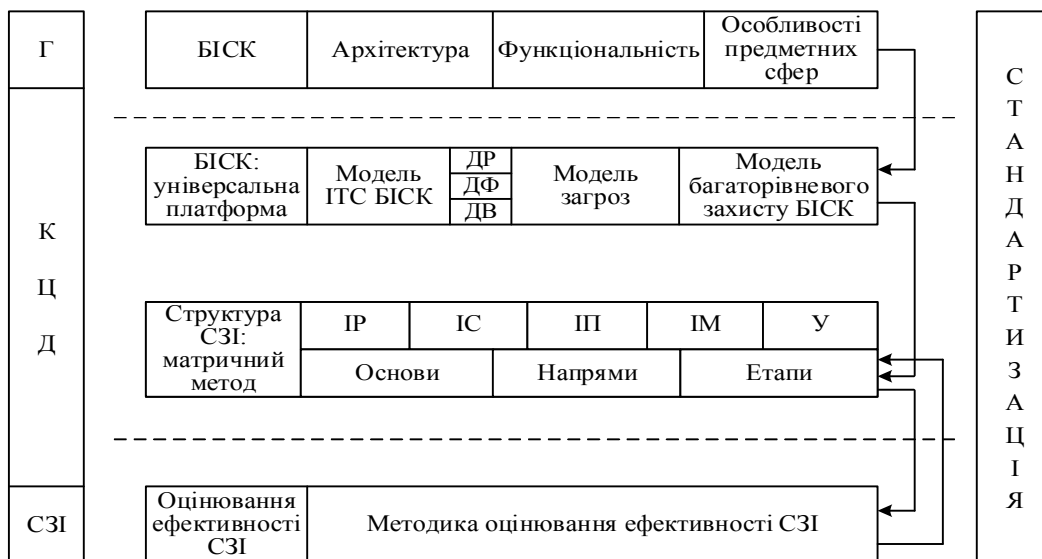 Г
БІСК
Архітектура
Функціональність
Особливості
предметних
сфер
К
Ц
Д
БІСК:
універсальна
платформа
Модель
ІТС БІСК
ДР
ДФ
ДВ
Модель
загроз
Модель
багаторівневого
захисту БІСК
Структура
СЗІ:
матричний
метод
ІР
ІС
ІП
ІМ
У
Основи
Напрями
Етапи
СЗІ
Оцінювання
ефективності
СЗІ
Методика оцінювання ефективності СЗІ
С
Т
А
Н
Д
А
Р
Т
И
З
А
Ц
І
Я